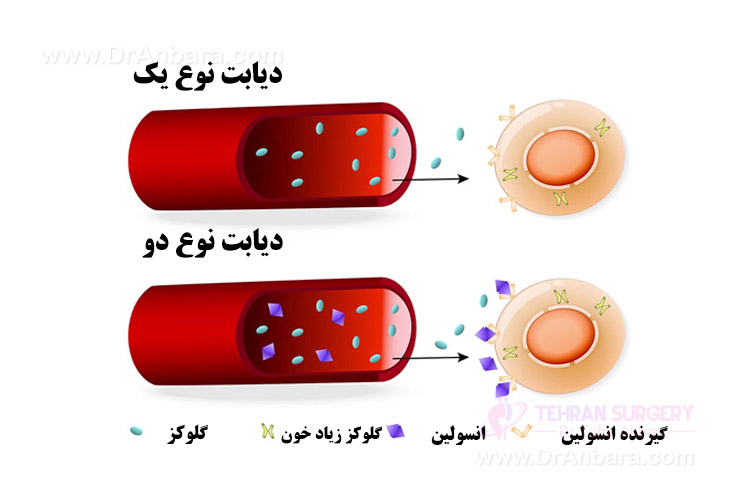 www.DrAnbara.com
دیابت نوع یک
دیابت نوع دو
TEHRAN SURGERY
گیرنده انسولین
انسولین
گلوکز زیاد خون
گلوکز
www.DrAnbara.com